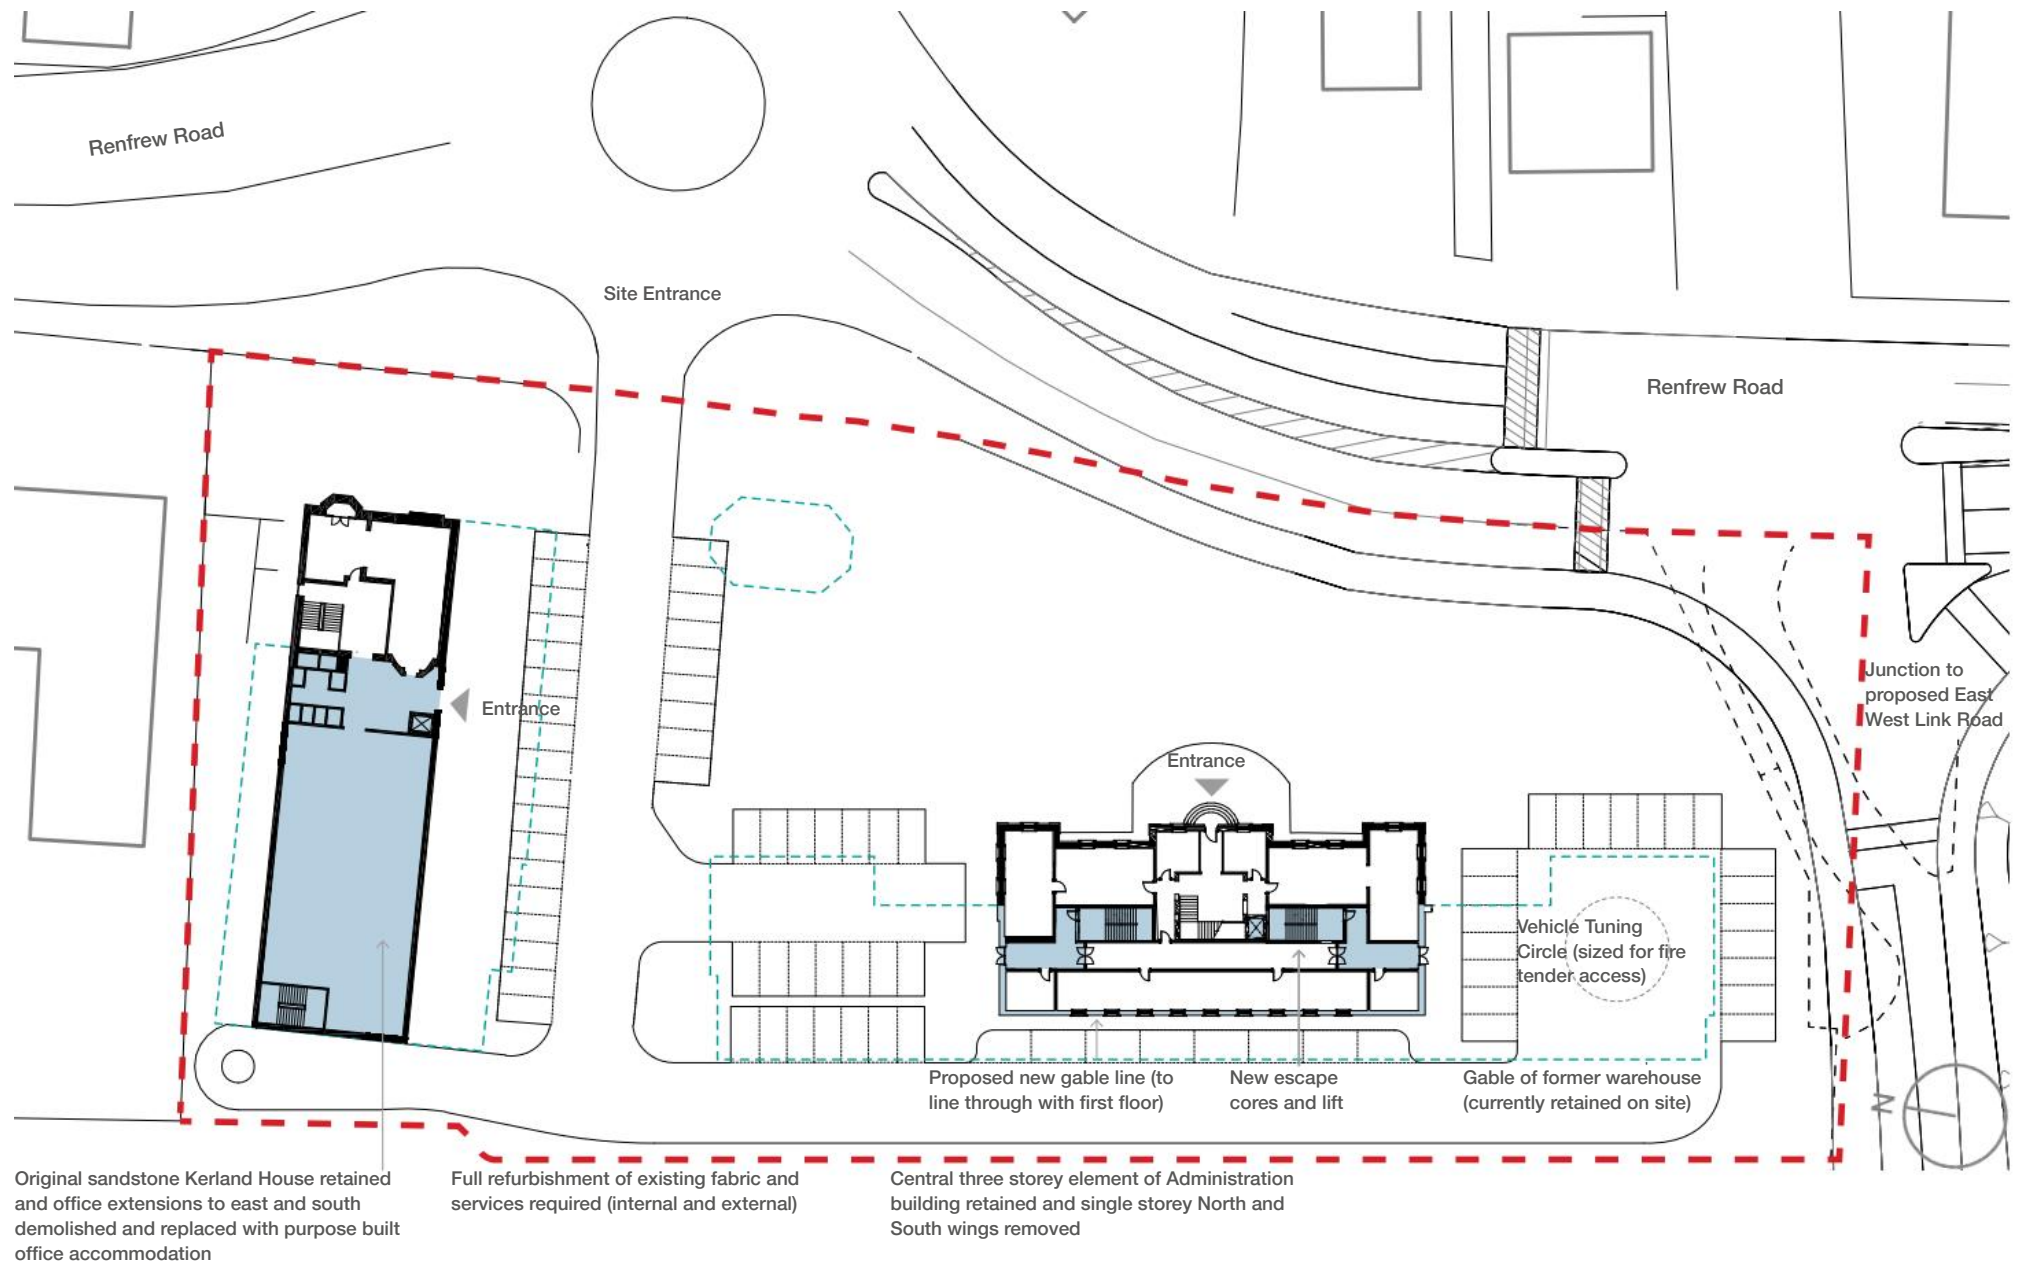 Renfrew Road
Site Entrance
Renfrew Road
Junction to
proposed East
West Link Road
Entrance
Entrance
Vehicle Tuning
Circle (sized for fire
tender access)
Proposed new gable line (to
line through with first floor)
New escape
cores and lift
Gable of former warehouse
(currently retained on site)
N
Original sandstone Kerland House retained
and office extensions to east and south
demolished and replaced with purpose built
office accommodation
Full refurbishment of existing fabric and
services required (internal and external)
Central three storey element of Administration
building retained and single storey North and
South wings removed